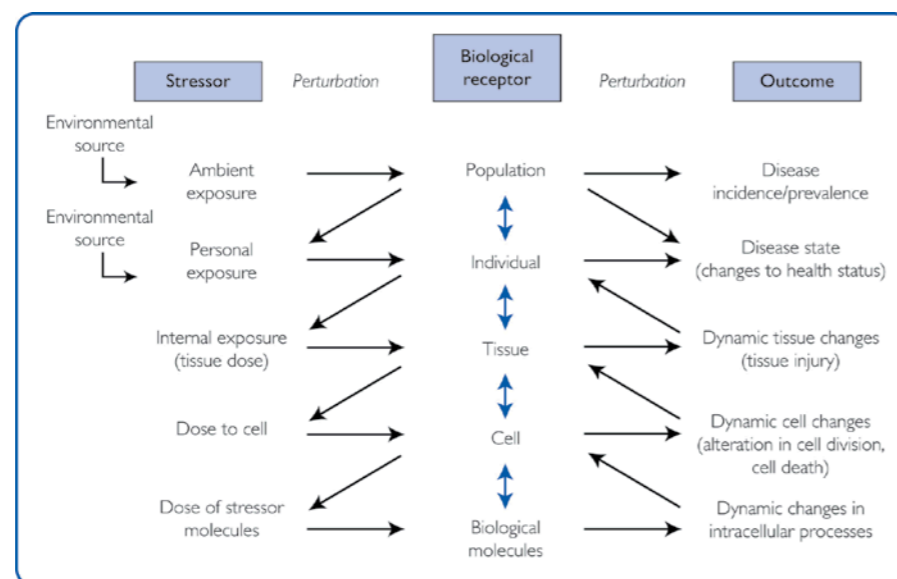 Stressor
Perturbation
Biological
receptor
Perturbation
Outcome
Environmental
source
Ambient
exposure
Population
Disease
incidence/prevalence
Environmental
source
Personal
exposure
Individual
Disease state
(changes to health status)
Internal exposure
(tissue dose)
Tissue
Dynamic tissue changes
(tissue injury)
Dose to cell
Cell
Dynamic cell changes
(alteration in cell division,
cell death)
Dose of stressor
molecules
Biological
molecules
Dynamic changes in
intracellular processes